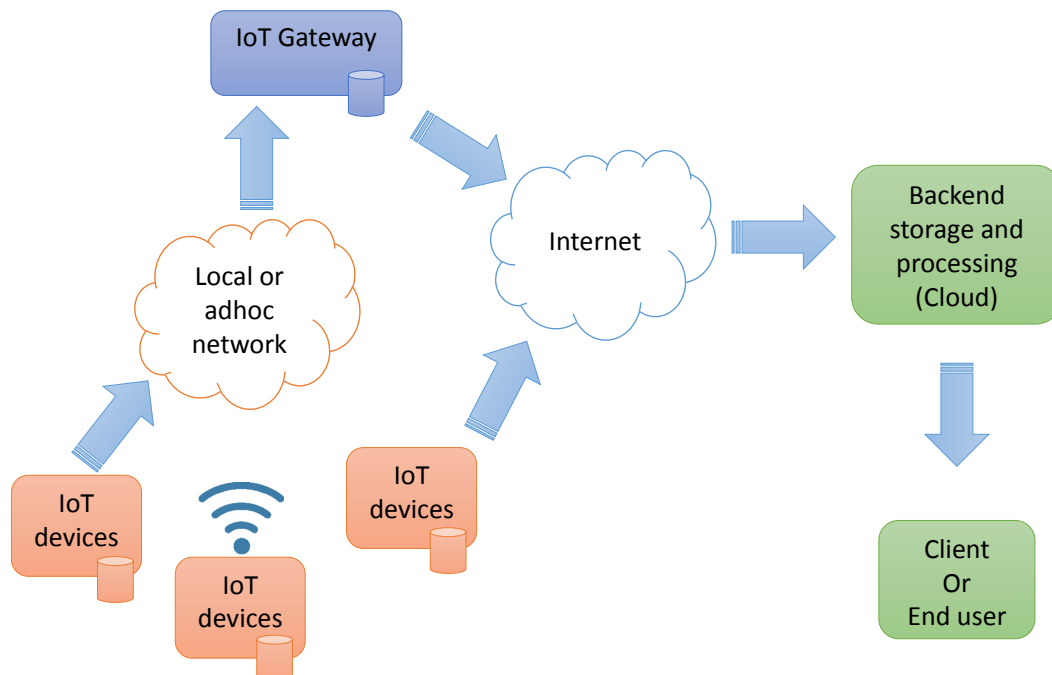 IoT Gateway
Local or
adhoc
network
Internet
Backend
storage and
processing
(Cloud)
IoT
devices
IoT
devices
IoT
devices
Client
Or
End user